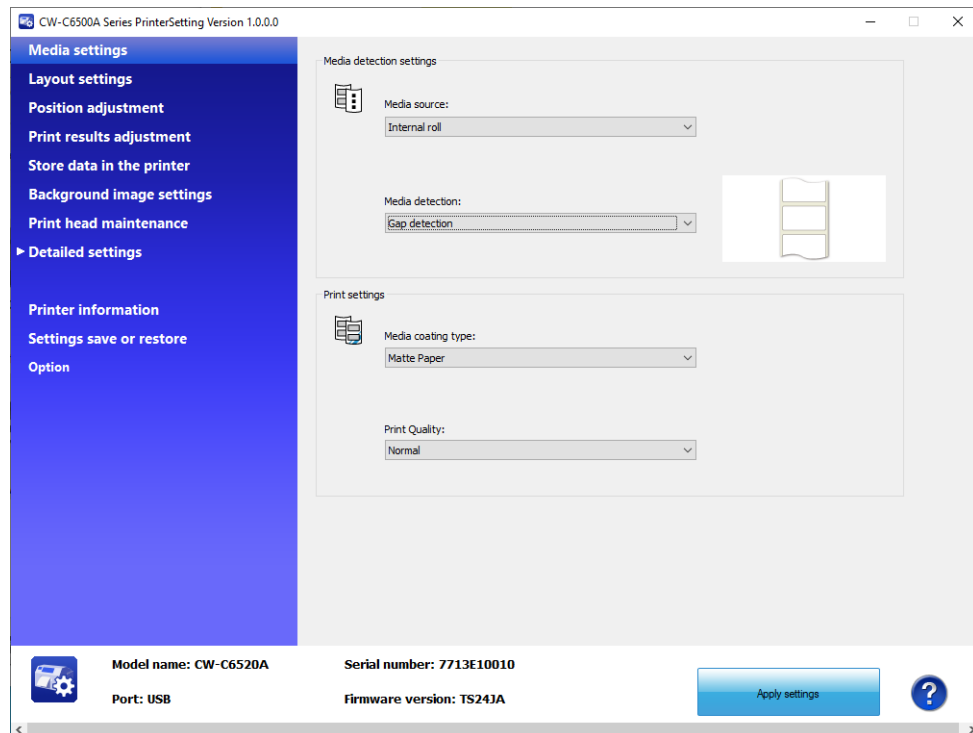 CW-C6500A Series PrinterSetting Version 1.0.0.0
Media settings
Layout settings
Position adjustment
Print results adjustment
Store data in the printer
Background image settings
Print head maintenance
Detailed settings
Printer information
Settings save or restore
Option
Media detection settings
Media source:
Internal roll
Media detection:
Gap detection
Print settings
Media coating type:
Matte Paper
Print Quality:
Normal
Model name: CW-C6520A
Serial number: 7713E10010
Port: USB
Firmware version: TS24JA
Apply settings
?